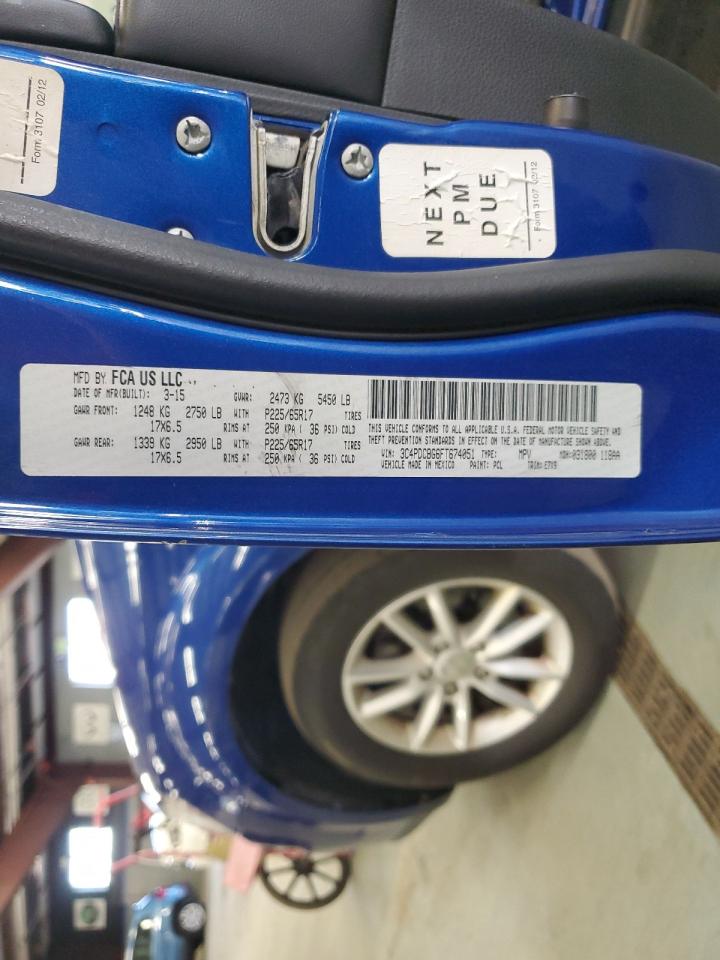 Form 3107 02/12
NEXT
PM
DUE
Form 3107 02/12
MFD BY FCA US LLC
DATE OF MFR(BUILT): 3-15 GVWR: 2473 KG 5450 LB
GAWR FRONT: 1248 KG 2750 LB WITH P225/65R17 TIRES
17X6.5 RIMS AT 250 KPA ( 36 PSI) COLD
GAWR REAR: 1339 KG 2950 LB WITH P225/65R17 TIRES
17X6.5 RIMS AT 250 KPA ( 36 PSI) COLD
THIS VEHICLE CONFORMS TO ALL APPLICABLE U.S.A. FEDERAL MOTOR VEHICLE SAFETY AND
THEFT PREVENTION STANDARDS IN EFFECT ON THE DATE OF MANUFACTURE SHOWN ABOVE.
VIN: 3C4PDCBG6FT674051 TYPE: MPV MDH: 031800 118AA
VEHICLE MADE IN MEXICO PAINT: PCL TRIM: E7X9